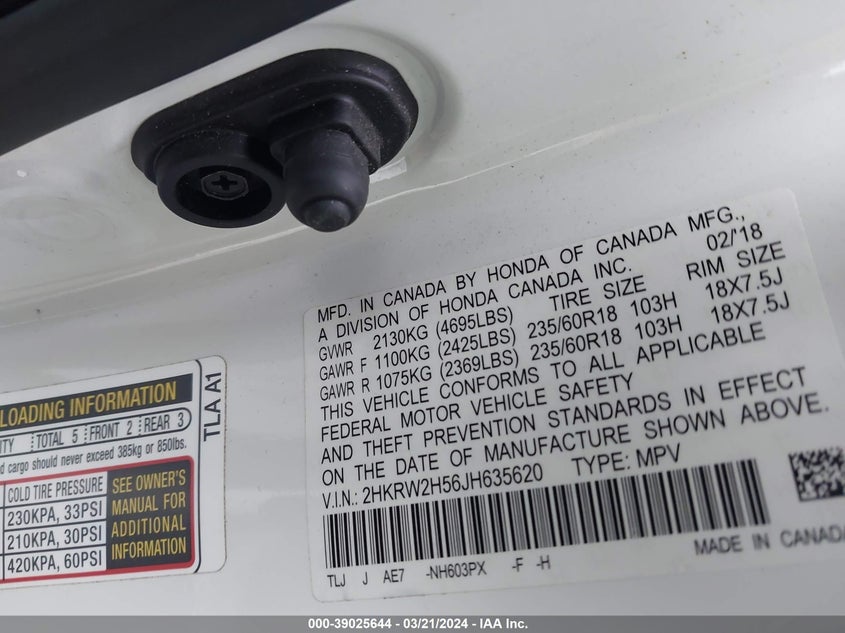 MFD. IN CANADA BY HONDA OF CANADA MFG.,
A DIVISION OF HONDA CANADA INC. 02/'18
GVWR 2130KG (4695LBS) TIRE SIZE RIM SIZE
GAWR F 1100KG (2425LBS) 235/60R18 103H 18X7.5J
GAWR R 1075KG (2369LBS) 235/60R18 103H 18X7.5J
THIS VEHICLE CONFORMS TO ALL APPLICABLE
FEDERAL MOTOR VEHICLE SAFETY
AND THEFT PREVENTION STANDARDS IN EFFECT
ON THE DATE OF MANUFACTURE SHOWN ABOVE.
V.I.N.: 2HKRW2H56JH635620 TYPE: MPV
TLJ J AE7 -NH603PX -F -H
MADE IN CANADA
LOADING INFORMATION
TOTAL 5 FRONT 2 REAR 3
cargo should never exceed 385kg or 850lbs.
COLD TIRE PRESSURE
230KPA, 33PSI
210KPA, 30PSI
420KPA, 60PSI
SEE OWNER'S
MANUAL FOR
ADDITIONAL
INFORMATION
TLA A1
000-39025644 - 03/21/2024 - IAA Inc.